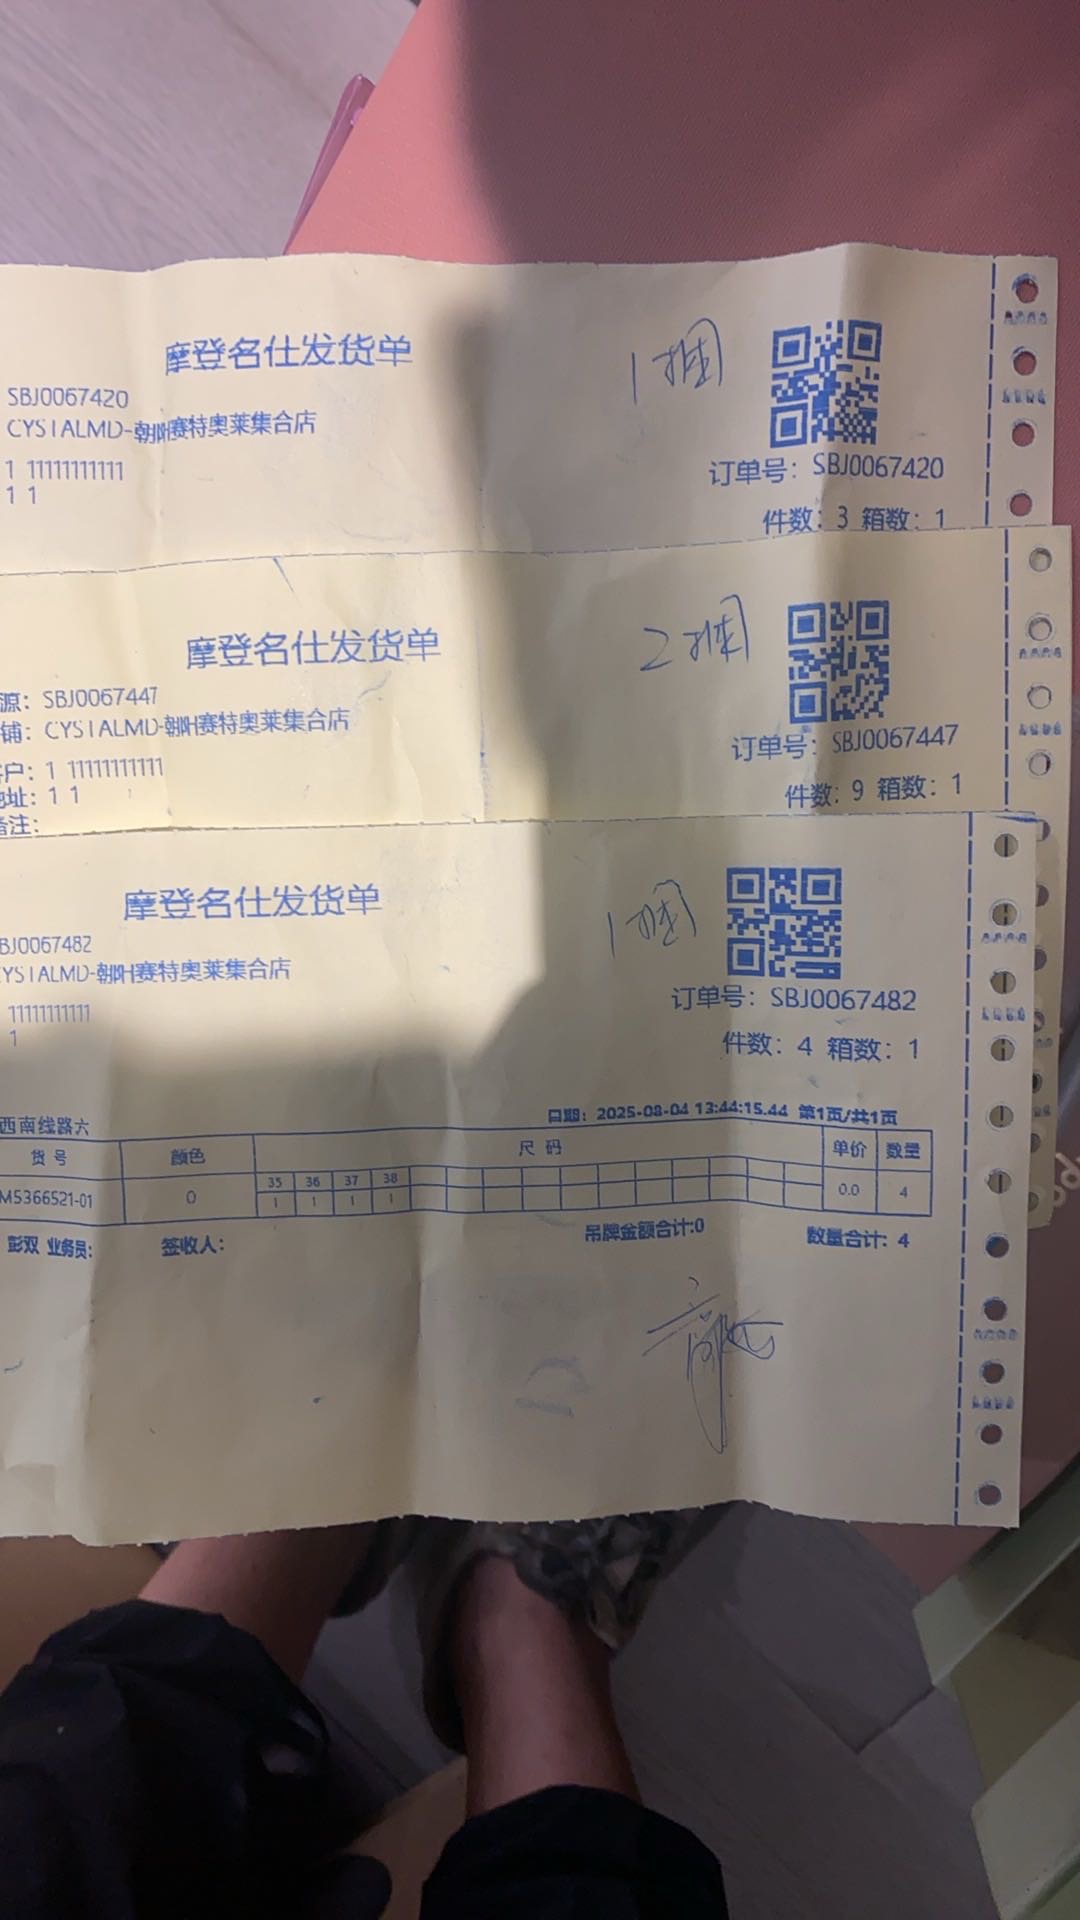 摩登名仕发货单
1捆
SBJ0067420
CYSTALMD-朝阳赛特奥莱集合店
1 11111111111
1 1
订单号：SBJ0067420
件数：3 箱数：1
摩登名仕发货单
2捆
源：SBJ0067447
铺：CYSTALMD-朝阳赛特奥莱集合店
户：1 11111111111
址：1 1
备注：
订单号：SBJ0067447
件数：9 箱数：1
摩登名仕发货单
1捆
BJ0067482
YSTALMD-朝阳赛特奥莱集合店
11111111111
1
订单号：SBJ0067482
件数：4 箱数：1
西南线路六
日期：2025-08-04 13:44:15.44 第1页/共1页
货号 颜色 尺码 单价 数量
35 36 37 38
M5366521-01 0 1 1 1 1 0.0 4
彭双 业务员: 签收人: 吊牌金额合计:0 数量合计: 4